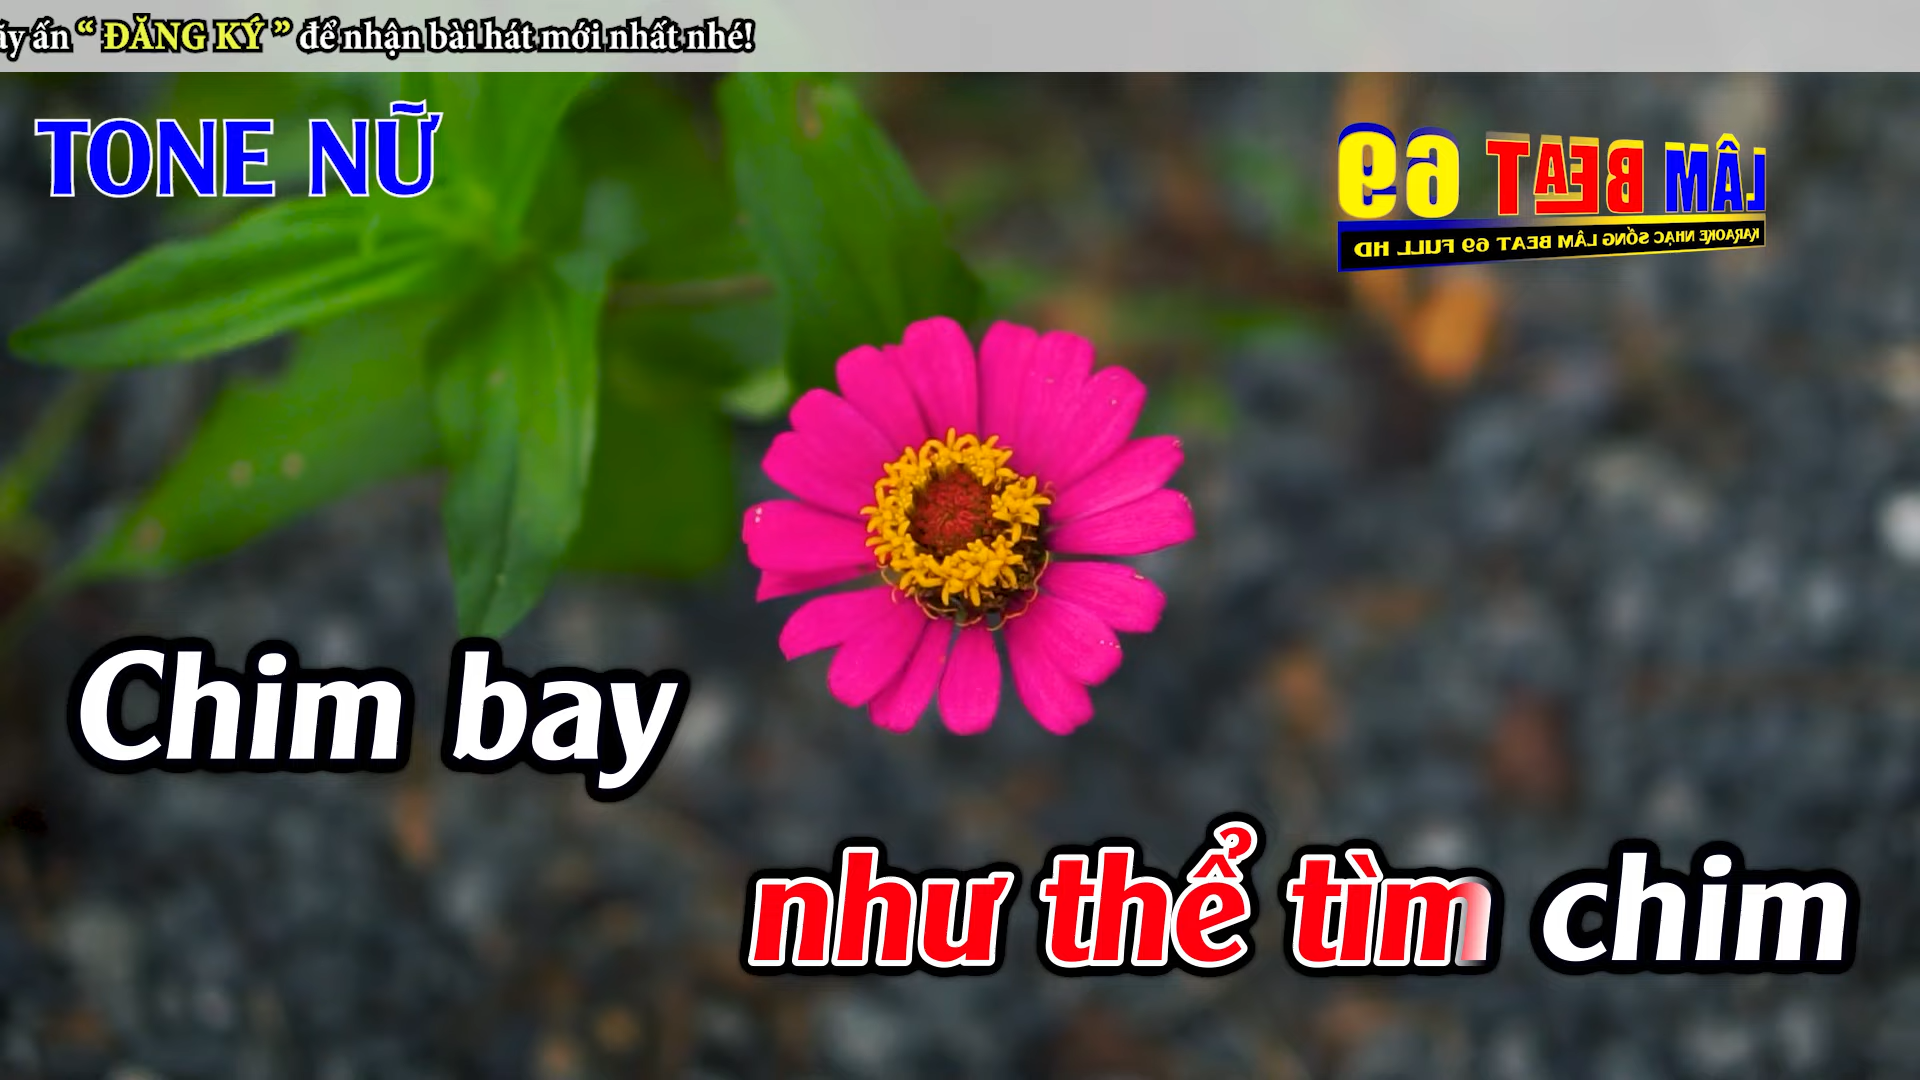 ãy ấn “ ĐĂNG KÝ ” để nhận bài hát mới nhất nhé!
TONE NỮ
LÂM BEAT 69
KARAOKE NHẠC SỐNG LÂM BEAT 69 FULL HD
Chim bay
như thể tìm chim